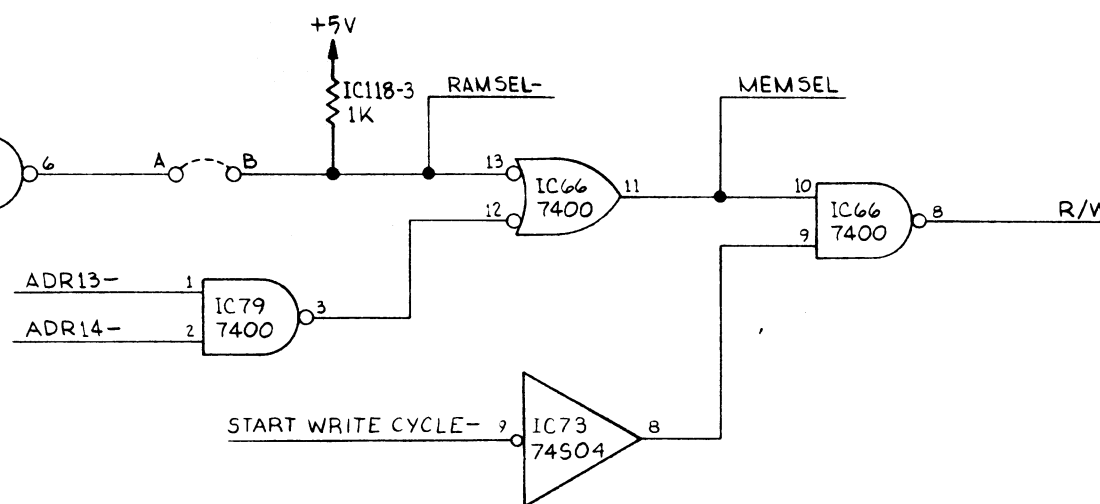 +5V
IC118-3
1K
RAMSEL-
MEMSEL
6
A
B
13
IC66
7400
11
12
10
IC66
7400
8
9
R/W
ADR13-
1
IC79
7400
3
ADR14-
2
START WRITE CYCLE-
9
IC73
74S04
8